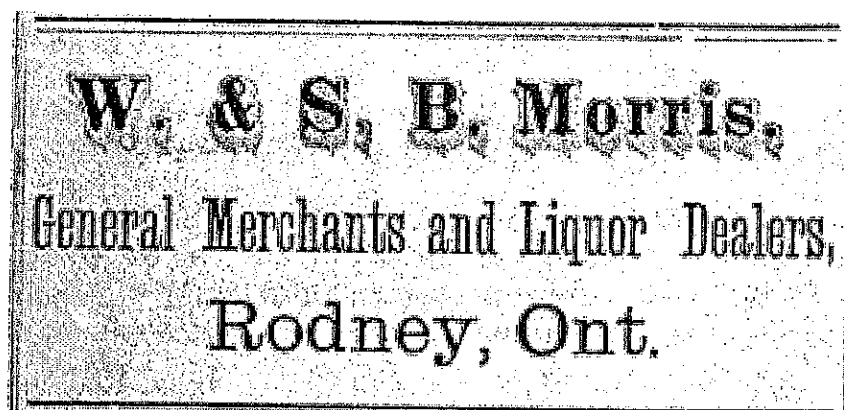 W. & S. B. Morris.
General Merchants and Liquor Dealers,
Rodney, Ont.